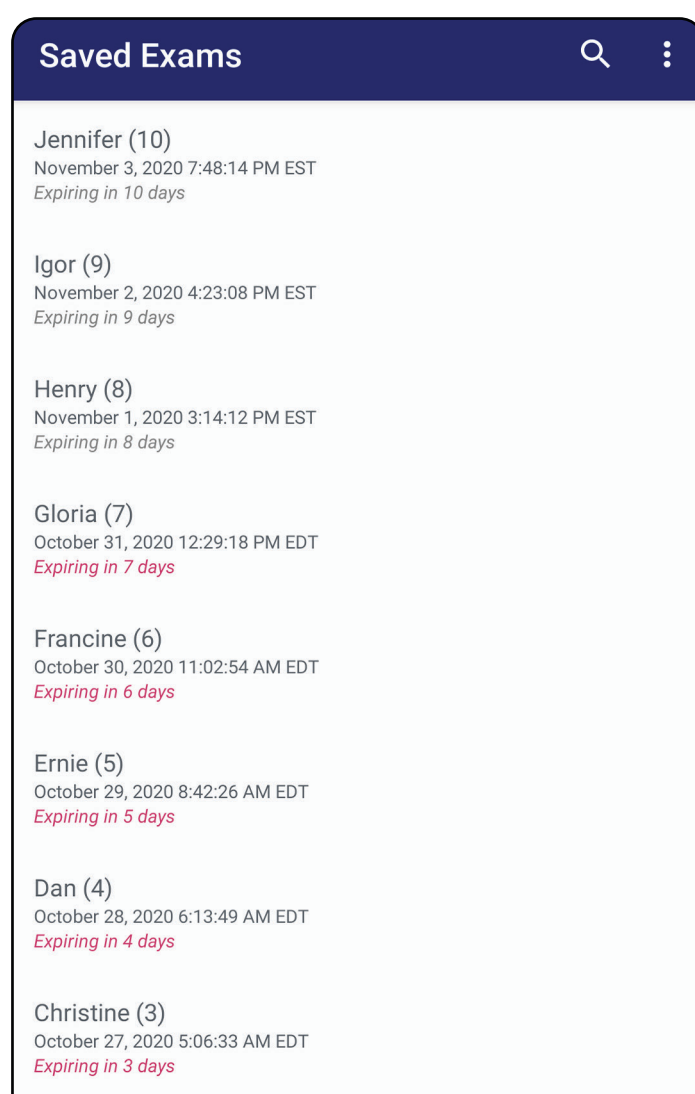 Saved Exams
Jennifer (10)
November 3, 2020 7:48:14 PM EST
Expiring in 10 days
Igor (9)
November 2, 2020 4:23:08 PM EST
Expiring in 9 days
Henry (8)
November 1, 2020 3:14:12 PM EST
Expiring in 8 days
Gloria (7)
October 31, 2020 12:29:18 PM EDT
Expiring in 7 days
Francine (6)
October 30, 2020 11:02:54 AM EDT
Expiring in 6 days
Ernie (5)
October 29, 2020 8:42:26 AM EDT
Expiring in 5 days
Dan (4)
October 28, 2020 6:13:49 AM EDT
Expiring in 4 days
Christine (3)
October 27, 2020 5:06:33 AM EDT
Expiring in 3 days